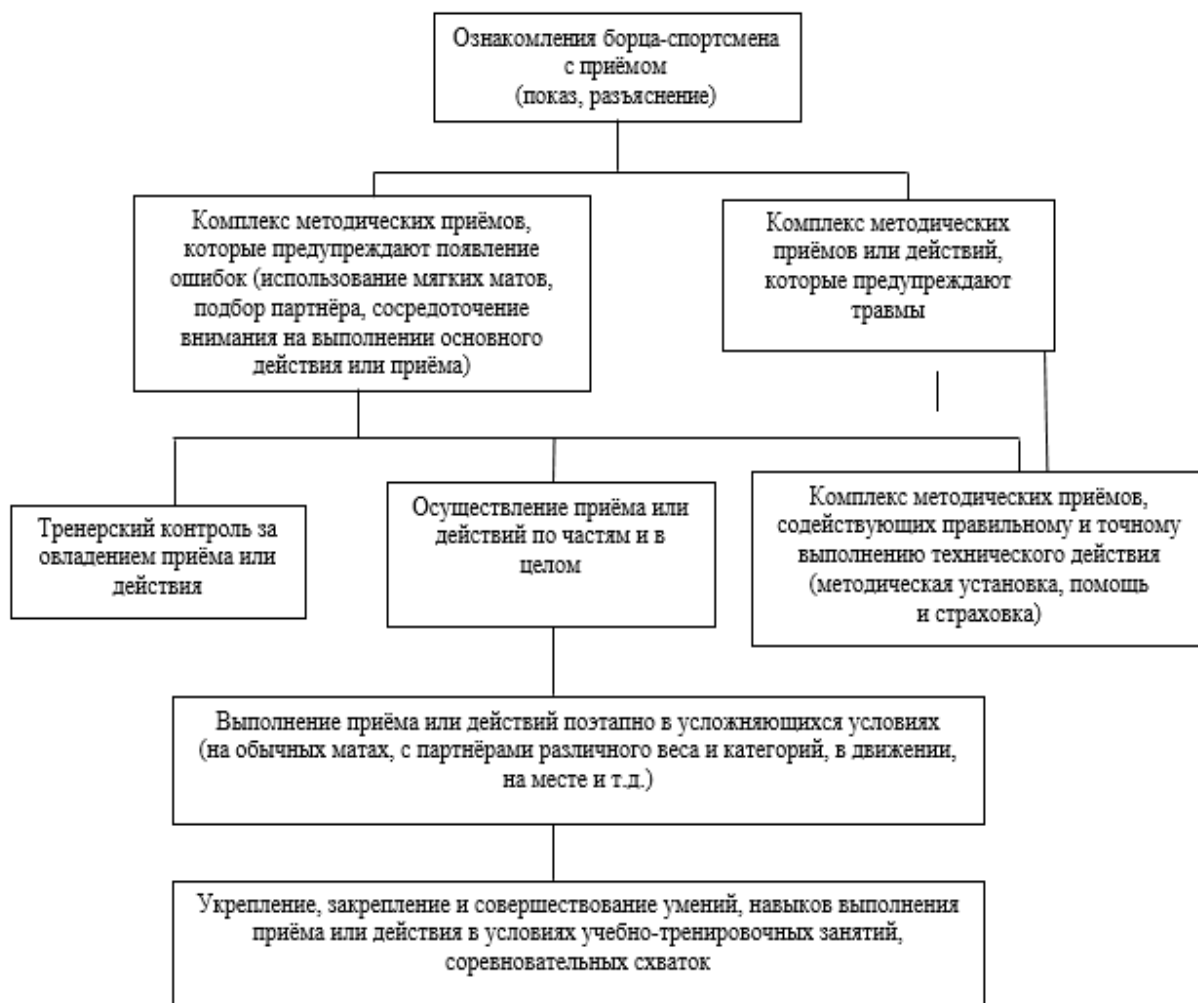 Ознакомления борца-спортсмена
с приёмом
(показ, разъяснение)
Комплекс методических приёмов,
которые предупреждают появление
ошибок (использование мягких матов,
подбор партнёра, сосредоточение
внимания на выполнении основного
действия или приёма)
Комплекс методических
приёмов или действий,
которые предупреждают
травмы
Тренерский контроль за
овладением приёма или
действия
Осуществление приёма или
действий по частям и в
целом
Комплекс методических приёмов,
содействующих правильному и точному
выполнению технического действия
(методическая установка, помощь
и страховка)
Выполнение приёма или действий поэтапно в усложняющихся условиях
(на обычных матах, с партнёрами различного веса и категорий, в движении,
на месте и т.д.)
Укрепление, закрепление и совершествование умений, навыков выполнения
приёма или действия в условиях учебно-тренировочных занятий,
соревновательных схваток